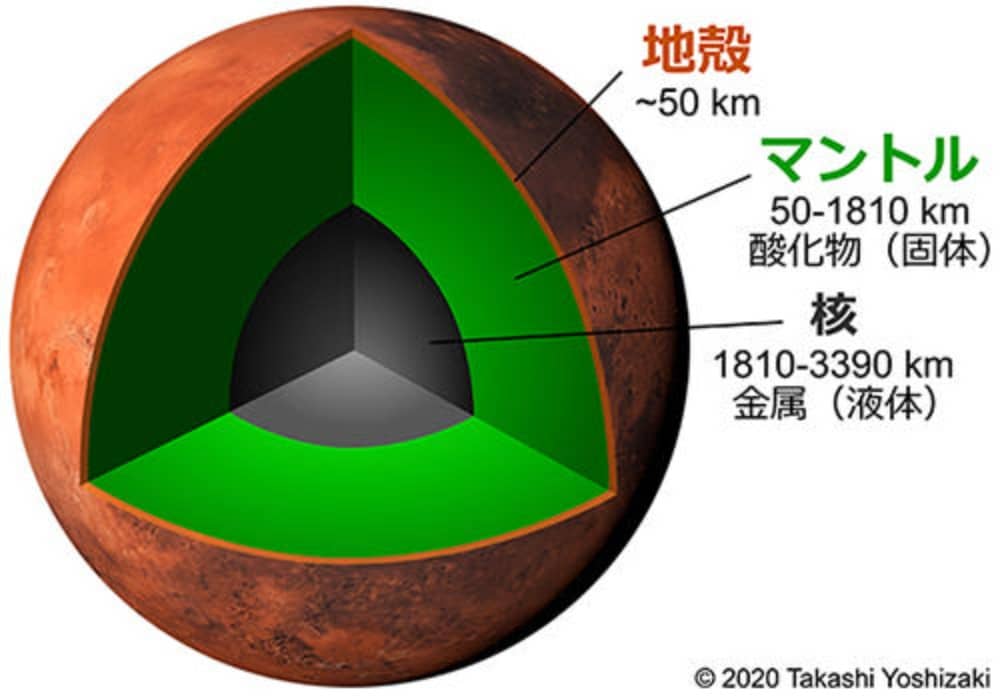 地殻
~50 km
マントル
50-1810 km
酸化物（固体）
核
1810-3390 km
金属（液体）
© 2020 Takashi Yoshizaki